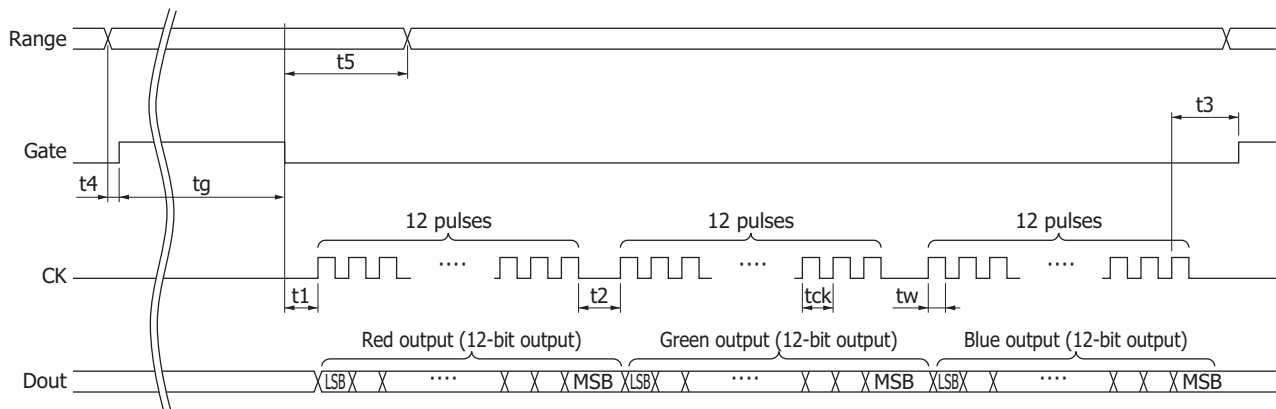 Range
t5
t3
Gate
t4
tg
12 pulses
12 pulses
12 pulses
CK
....
....
....
t1
t2
tck
tw
Red output (12-bit output)
Green output (12-bit output)
Blue output (12-bit output)
Dout
LSB
....
MSB
LSB
....
MSB
LSB
....
MSB